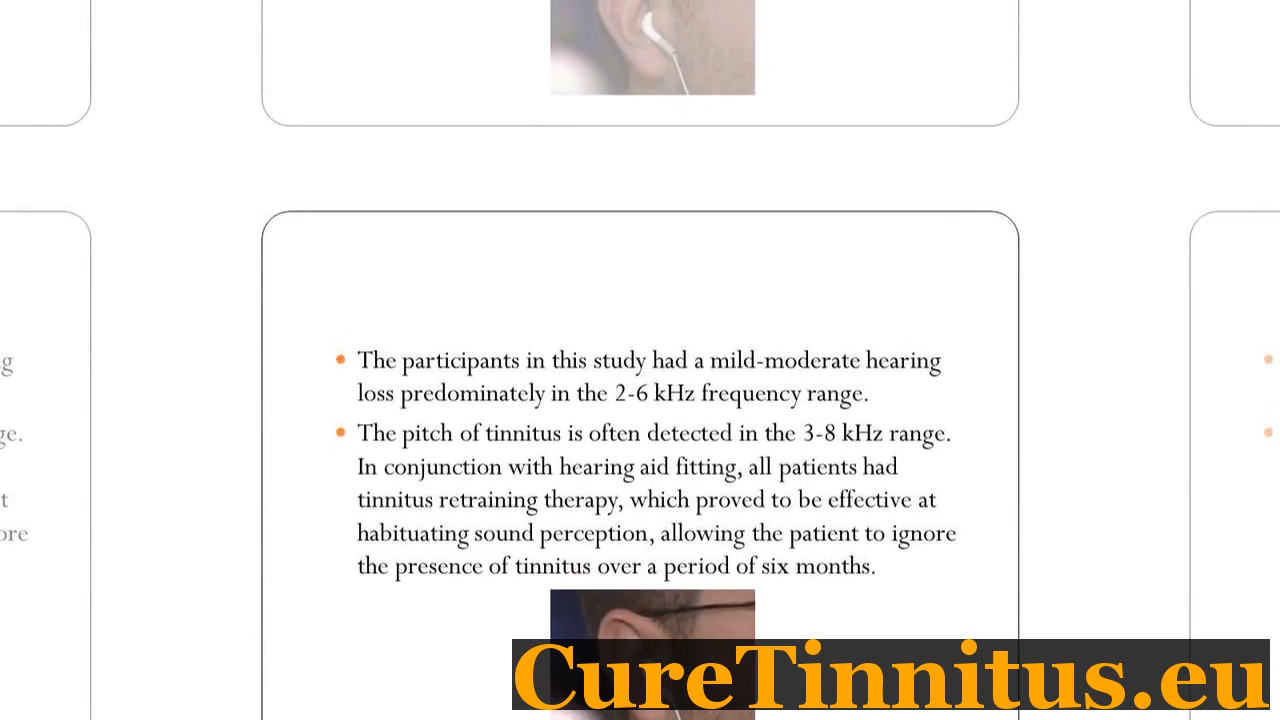 The participants in this study had a mild-moderate hearing
loss predominately in the 2-6 kHz frequency range.
The pitch of tinnitus is often detected in the 3-8 kHz range.
In conjunction with hearing aid fitting, all patients had
tinnitus retraining therapy, which proved to be effective at
habituating sound perception, allowing the patient to ignore
the presence of tinnitus over a period of six months.
CureTinnitus.eu